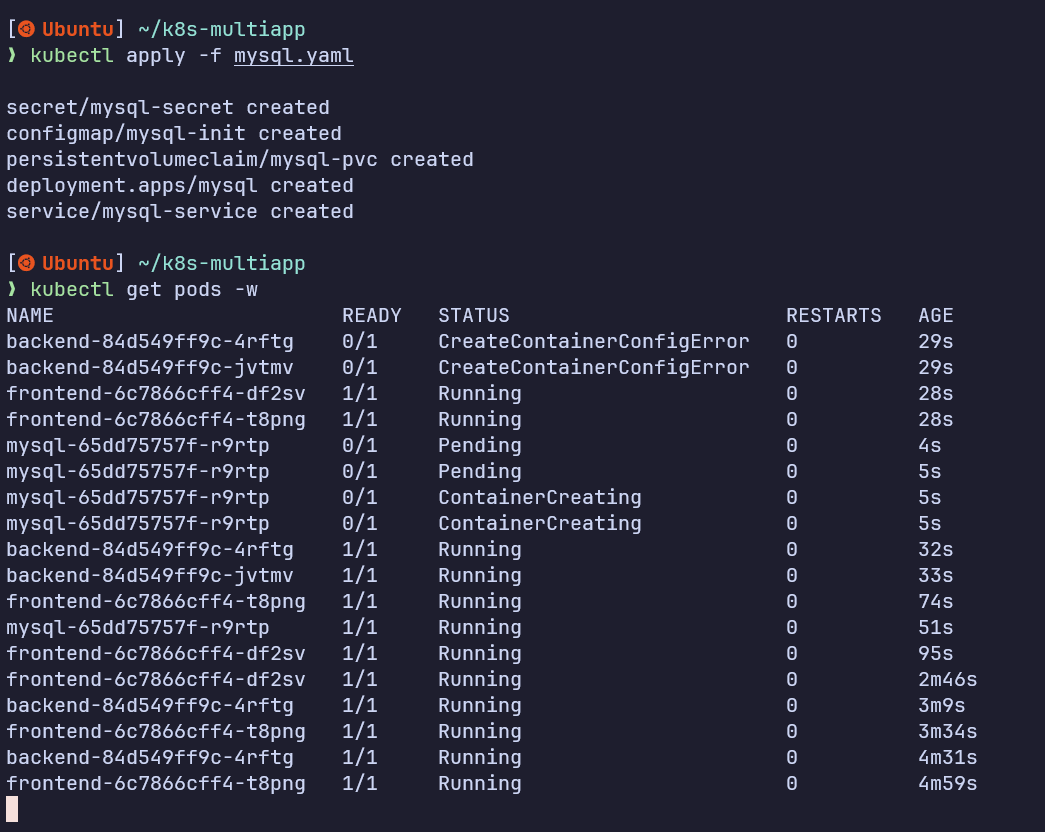 [Ubuntu] ~/k8s-multiapp
❱ kubectl apply -f mysql.yaml
secret/mysql-secret created
configmap/mysql-init created
persistentvolumeclaim/mysql-pvc created
deployment.apps/mysql created
service/mysql-service created
[Ubuntu] ~/k8s-multiapp
❱ kubectl get pods -w
NAME READY STATUS RESTARTS AGE
backend-84d549ff9c-4rftg 0/1 CreateContainerConfigError 0 29s
backend-84d549ff9c-jvtmv 0/1 CreateContainerConfigError 0 29s
frontend-6c7866cff4-df2sv 1/1 Running 0 28s
frontend-6c7866cff4-t8png 1/1 Running 0 28s
mysql-65dd75757f-r9rtp 0/1 Pending 0 4s
mysql-65dd75757f-r9rtp 0/1 Pending 0 5s
mysql-65dd75757f-r9rtp 0/1 ContainerCreating 0 5s
mysql-65dd75757f-r9rtp 0/1 ContainerCreating 0 5s
backend-84d549ff9c-4rftg 1/1 Running 0 32s
backend-84d549ff9c-jvtmv 1/1 Running 0 33s
frontend-6c7866cff4-t8png 1/1 Running 0 74s
mysql-65dd75757f-r9rtp 1/1 Running 0 51s
frontend-6c7866cff4-df2sv 1/1 Running 0 95s
frontend-6c7866cff4-df2sv 1/1 Running 0 2m46s
backend-84d549ff9c-4rftg 1/1 Running 0 3m9s
frontend-6c7866cff4-t8png 1/1 Running 0 3m34s
backend-84d549ff9c-4rftg 1/1 Running 0 4m31s
frontend-6c7866cff4-t8png 1/1 Running 0 4m59s